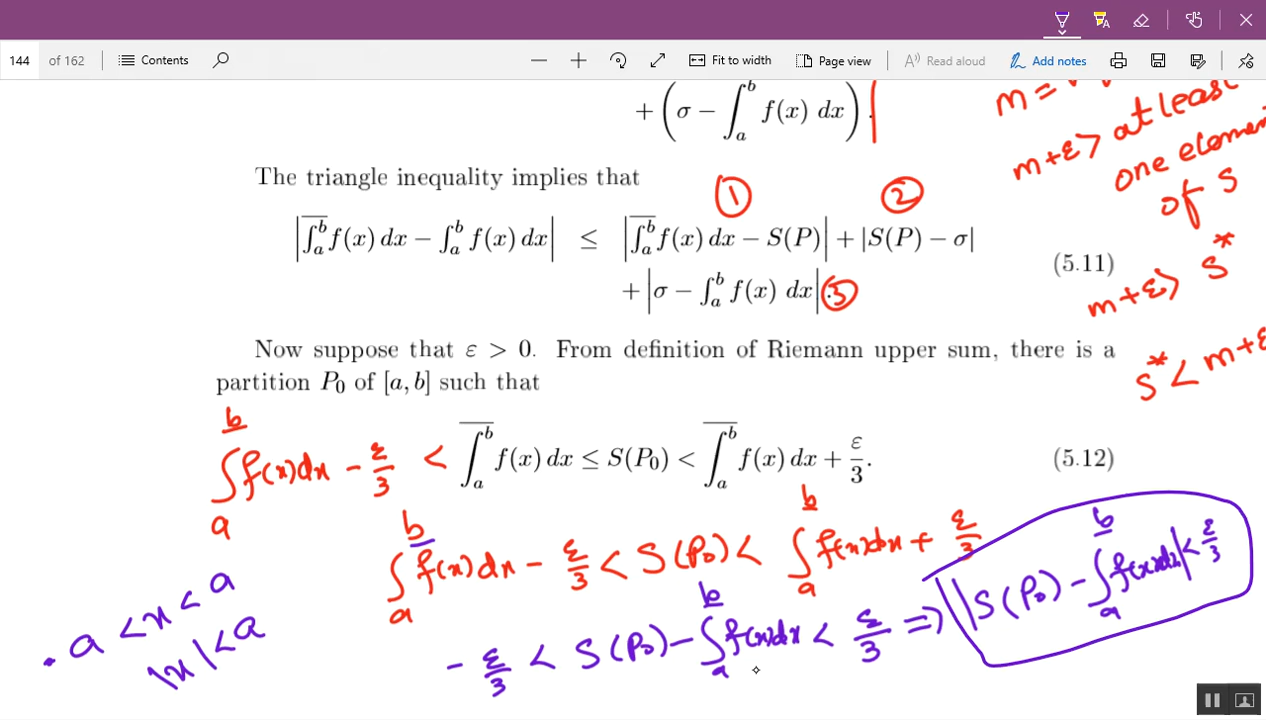 144 of 162 Contents Fit to width Page view Read aloud Add notes
+ (σ − ∫_a^b f(x) dx).
m =
m+ε > at least
one element
of S
The triangle inequality implies that
① ②
|‾∫_a^b f(x) dx − ∫_a^b f(x) dx| ≤ |‾∫_a^b f(x) dx − S(P)| + |S(P) − σ|
+ |σ − ∫_a^b f(x) dx|. ③
(5.11)
m+ε > s*
s* < m+ε
Now suppose that ε > 0. From definition of Riemann upper sum, there is a
partition P₀ of [a, b] such that
∫_a^b f(x)dx − ε/3 < ‾∫_a^b f(x) dx ≤ S(P₀) < ‾∫_a^b f(x) dx + ε/3. (5.12)
∫_a^b f(x)dx − ε/3 < S(P₀) < ∫_a^b f(x)dx + ε/3
− ε/3 < S(P₀) − ∫_a^b f(x)dx < ε/3 ⇒ |S(P₀) − ∫_a^b f(x)dx| < ε/3
- a < x < a
|x| < a